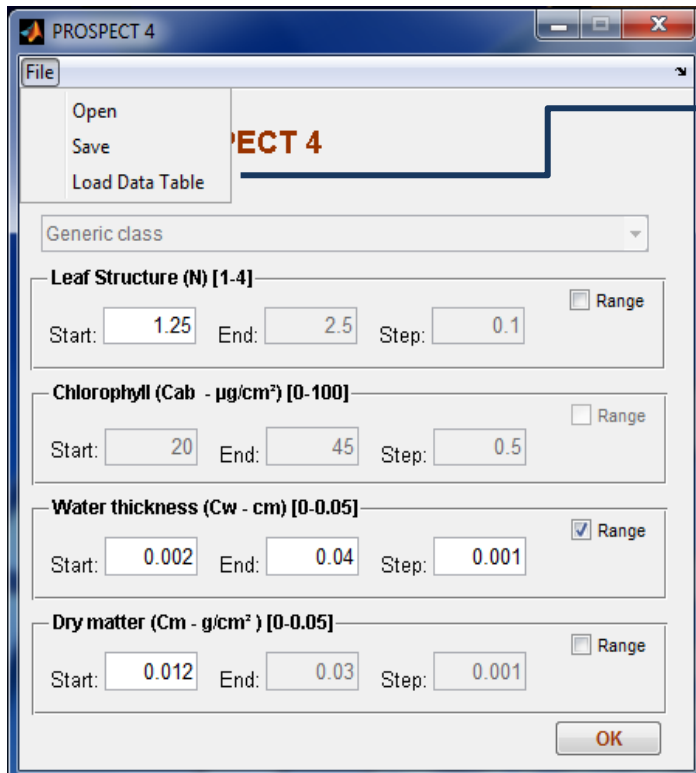 PROSPECT 4
File
Open
Save
Load Data Table
PECT 4
Generic class
Leaf Structure (N) [1-4]
Range
Start: 1.25 End: 2.5 Step: 0.1
Chlorophyll (Cab - µg/cm²) [0-100]
Range
Start: 20 End: 45 Step: 0.5
Water thickness (Cw - cm) [0-0.05]
Range
Start: 0.002 End: 0.04 Step: 0.001
Dry matter (Cm - g/cm² ) [0-0.05]
Range
Start: 0.012 End: 0.03 Step: 0.001
OK